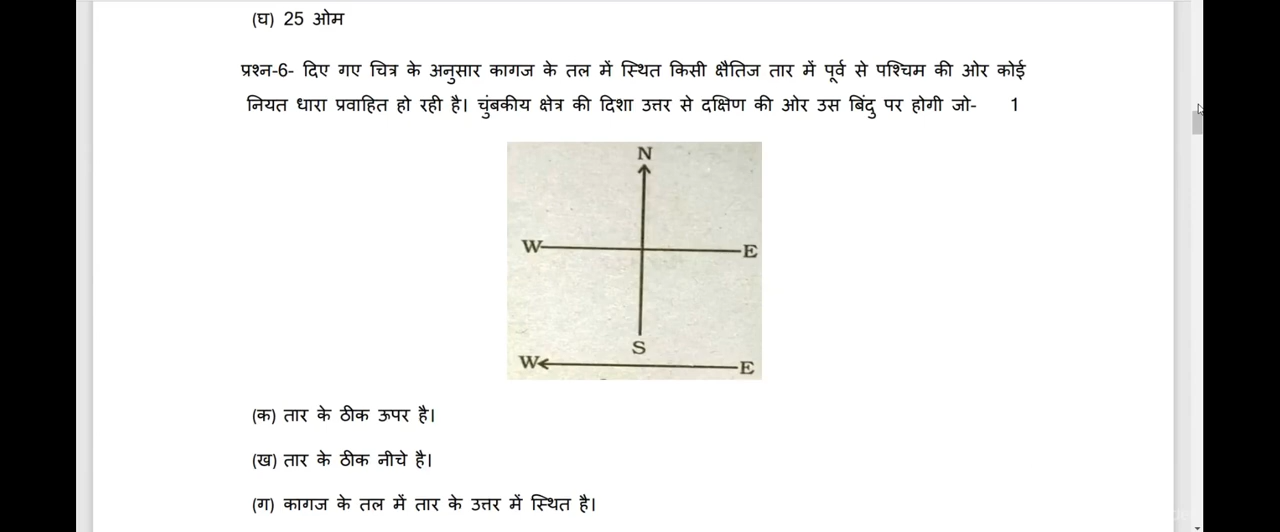 (घ) 25 ओम
प्रश्न-6- दिए गए चित्र के अनुसार कागज के तल में स्थित किसी क्षैतिज तार में पूर्व से पश्चिम की ओर कोई
नियत धारा प्रवाहित हो रही है। चुंबकीय क्षेत्र की दिशा उत्तर से दक्षिण की ओर उस बिंदु पर होगी जो- 1
N
W E
S
W E
(क) तार के ठीक ऊपर है।
(ख) तार के ठीक नीचे है।
(ग) कागज के तल में तार के उत्तर में स्थित है।